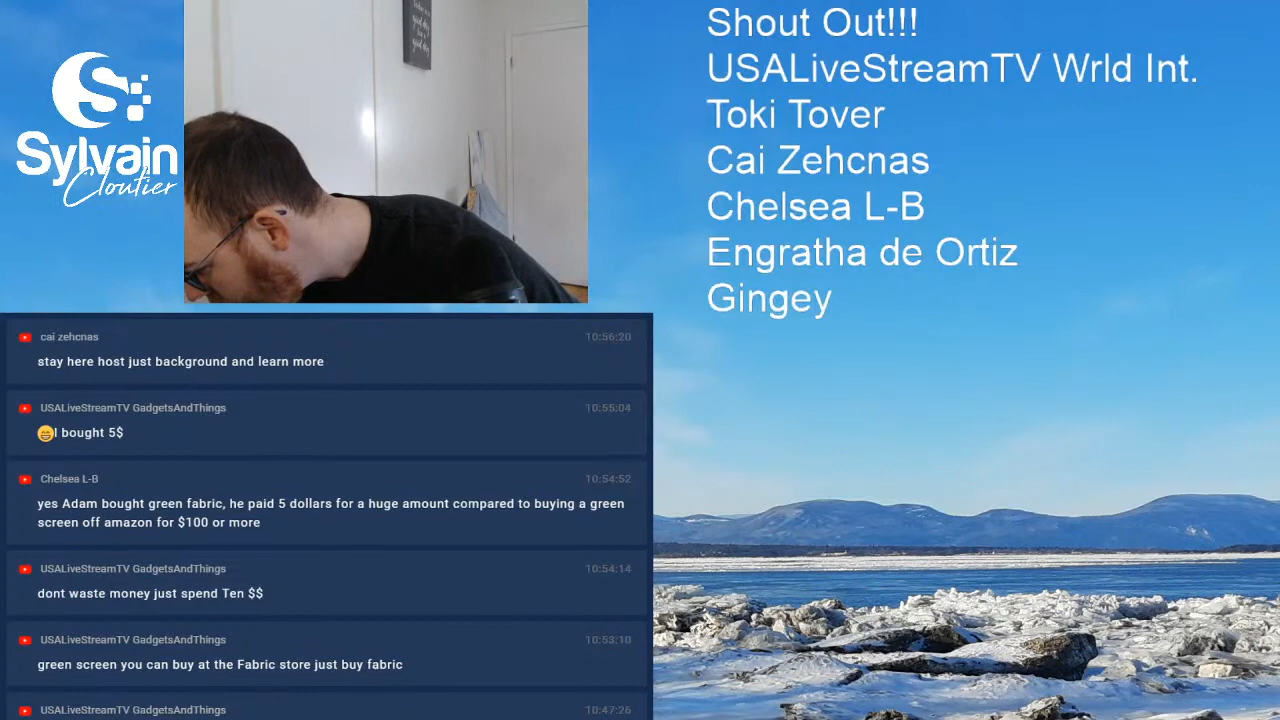 Sylvain
Cloutier
Shout Out!!!
USALiveStreamTV Wrld Int.
Toki Tover
Cai Zehcnas
Chelsea L-B
Engratha de Ortiz
Gingey
cai zehcnas 10:56:20
stay here host just background and learn more
USALiveStreamTV GadgetsAndThings 10:55:04
😄I bought 5$
Chelsea L-B 10:54:52
yes Adam bought green fabric, he paid 5 dollars for a huge amount compared to buying a green
screen off amazon for $100 or more
USALiveStreamTV GadgetsAndThings 10:54:14
dont waste money just spend Ten $$
USALiveStreamTV GadgetsAndThings 10:53:10
green screen you can buy at the Fabric store just buy fabric
USALiveStreamTV GadgetsAndThings 10:47:26